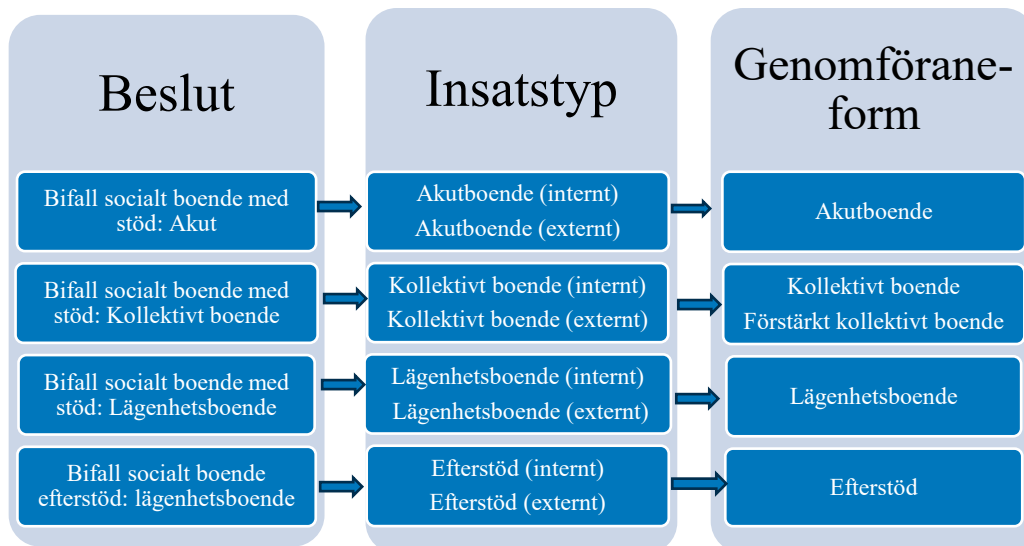 Beslut
Bifall socialt boende med
stöd: Akut
Bifall socialt boende med
stöd: Kollektivt boende
Bifall socialt boende med
stöd: Lägenhetsboende
Bifall socialt boende
efterstöd: lägenhetsboende
Insatstyp
Akutboende (internt)
Akutboende (externt)
Kollektivt boende (internt)
Kollektivt boende (externt)
Lägenhetsboende (internt)
Lägenhetsboende (externt)
Efterstöd (internt)
Efterstöd (externt)
Genomförane-
form
Akutboende
Kollektivt boende
Förstärkt kollektivt boende
Lägenhetsboende
Efterstöd